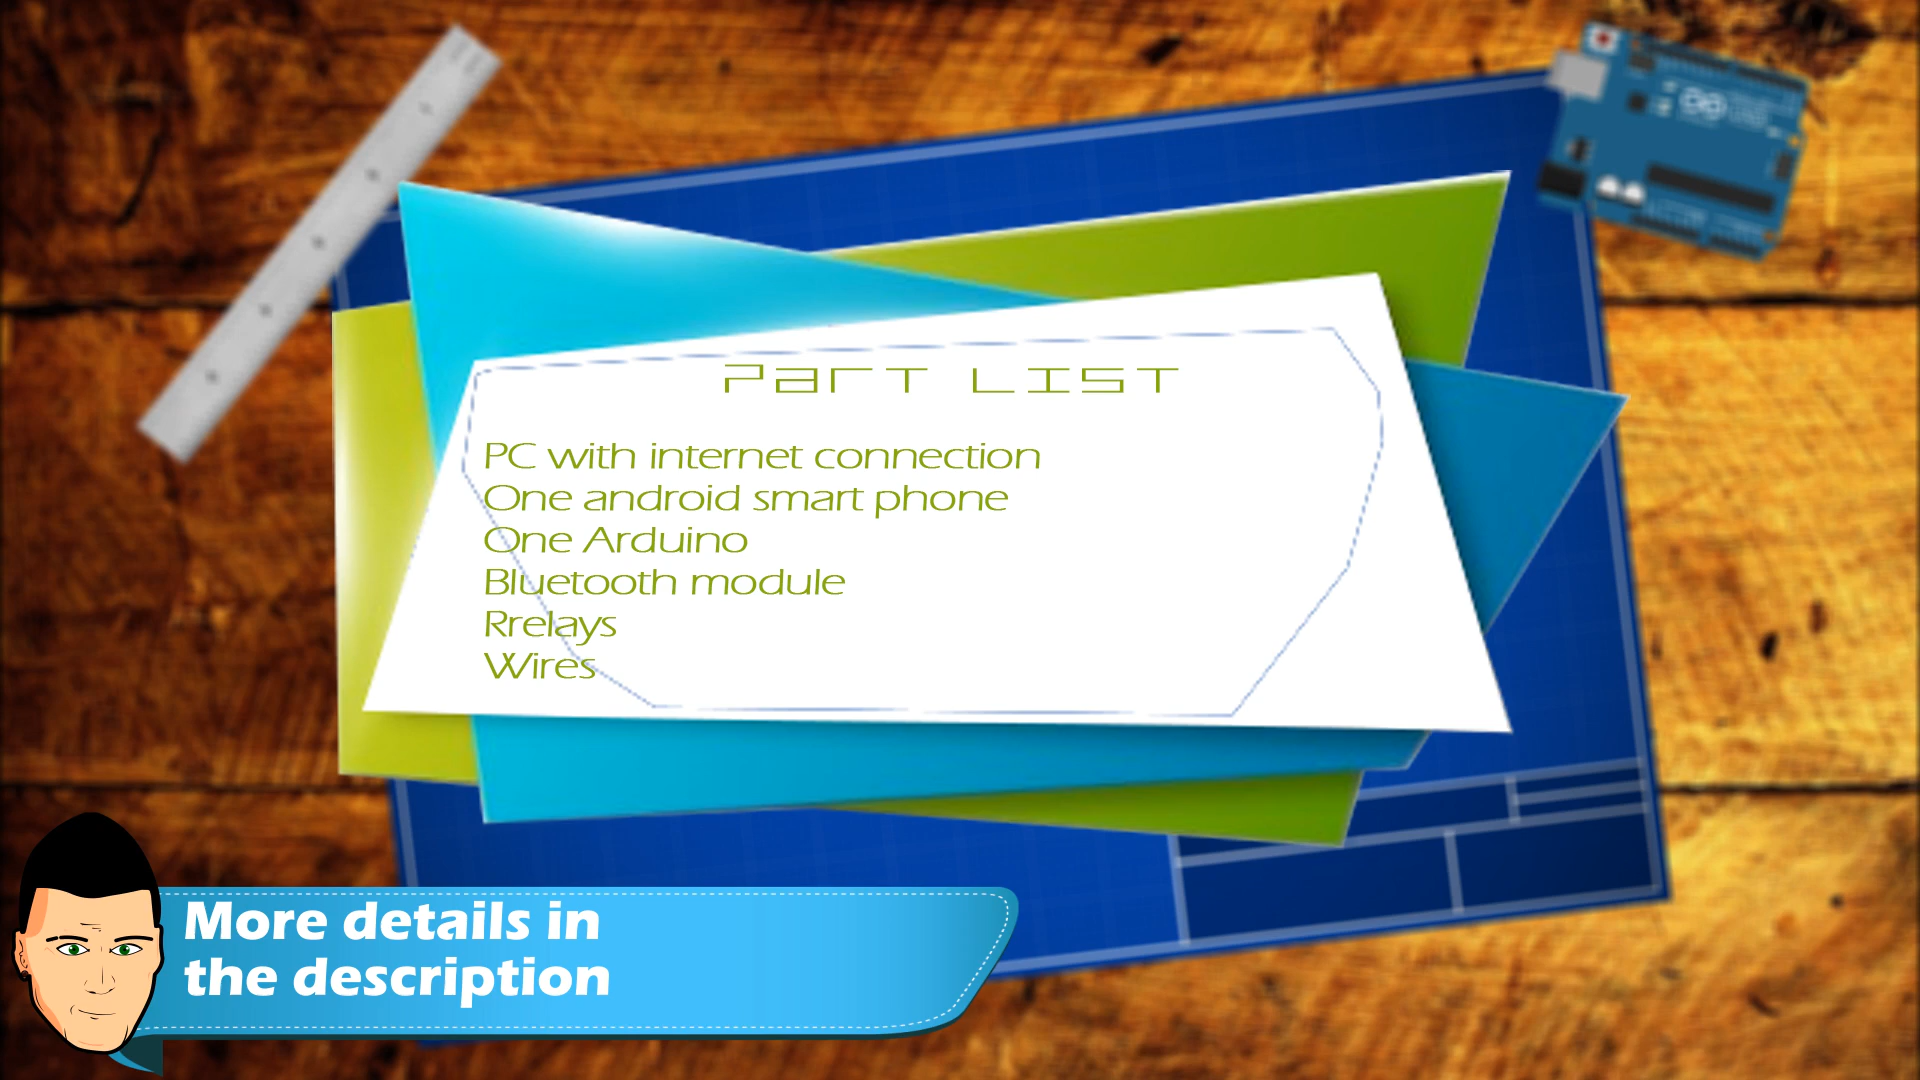 Part List
PC with internet connection
One android smart phone
One Arduino
Bluetooth module
Rrelays
Wires
More details in
the description